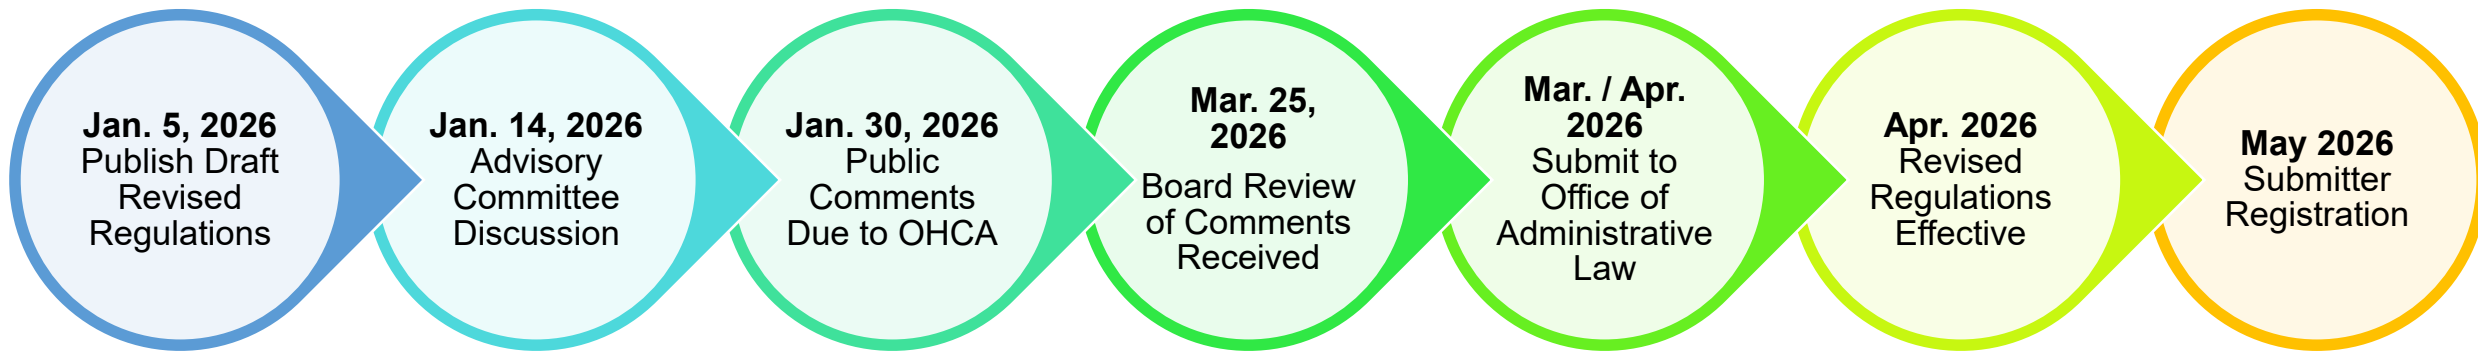 Jan. 5, 2026
Publish Draft
Revised
Regulations
Jan. 14, 2026
Advisory
Committee
Discussion
Jan. 30, 2026
Public
Comments
Due to OHCA
Mar. 25,
2026
Board Review
of Comments
Received
Mar. / Apr.
2026
Submit to
Office of
Administrative
Law
Apr. 2026
Revised
Regulations
Effective
May 2026
Submitter
Registration